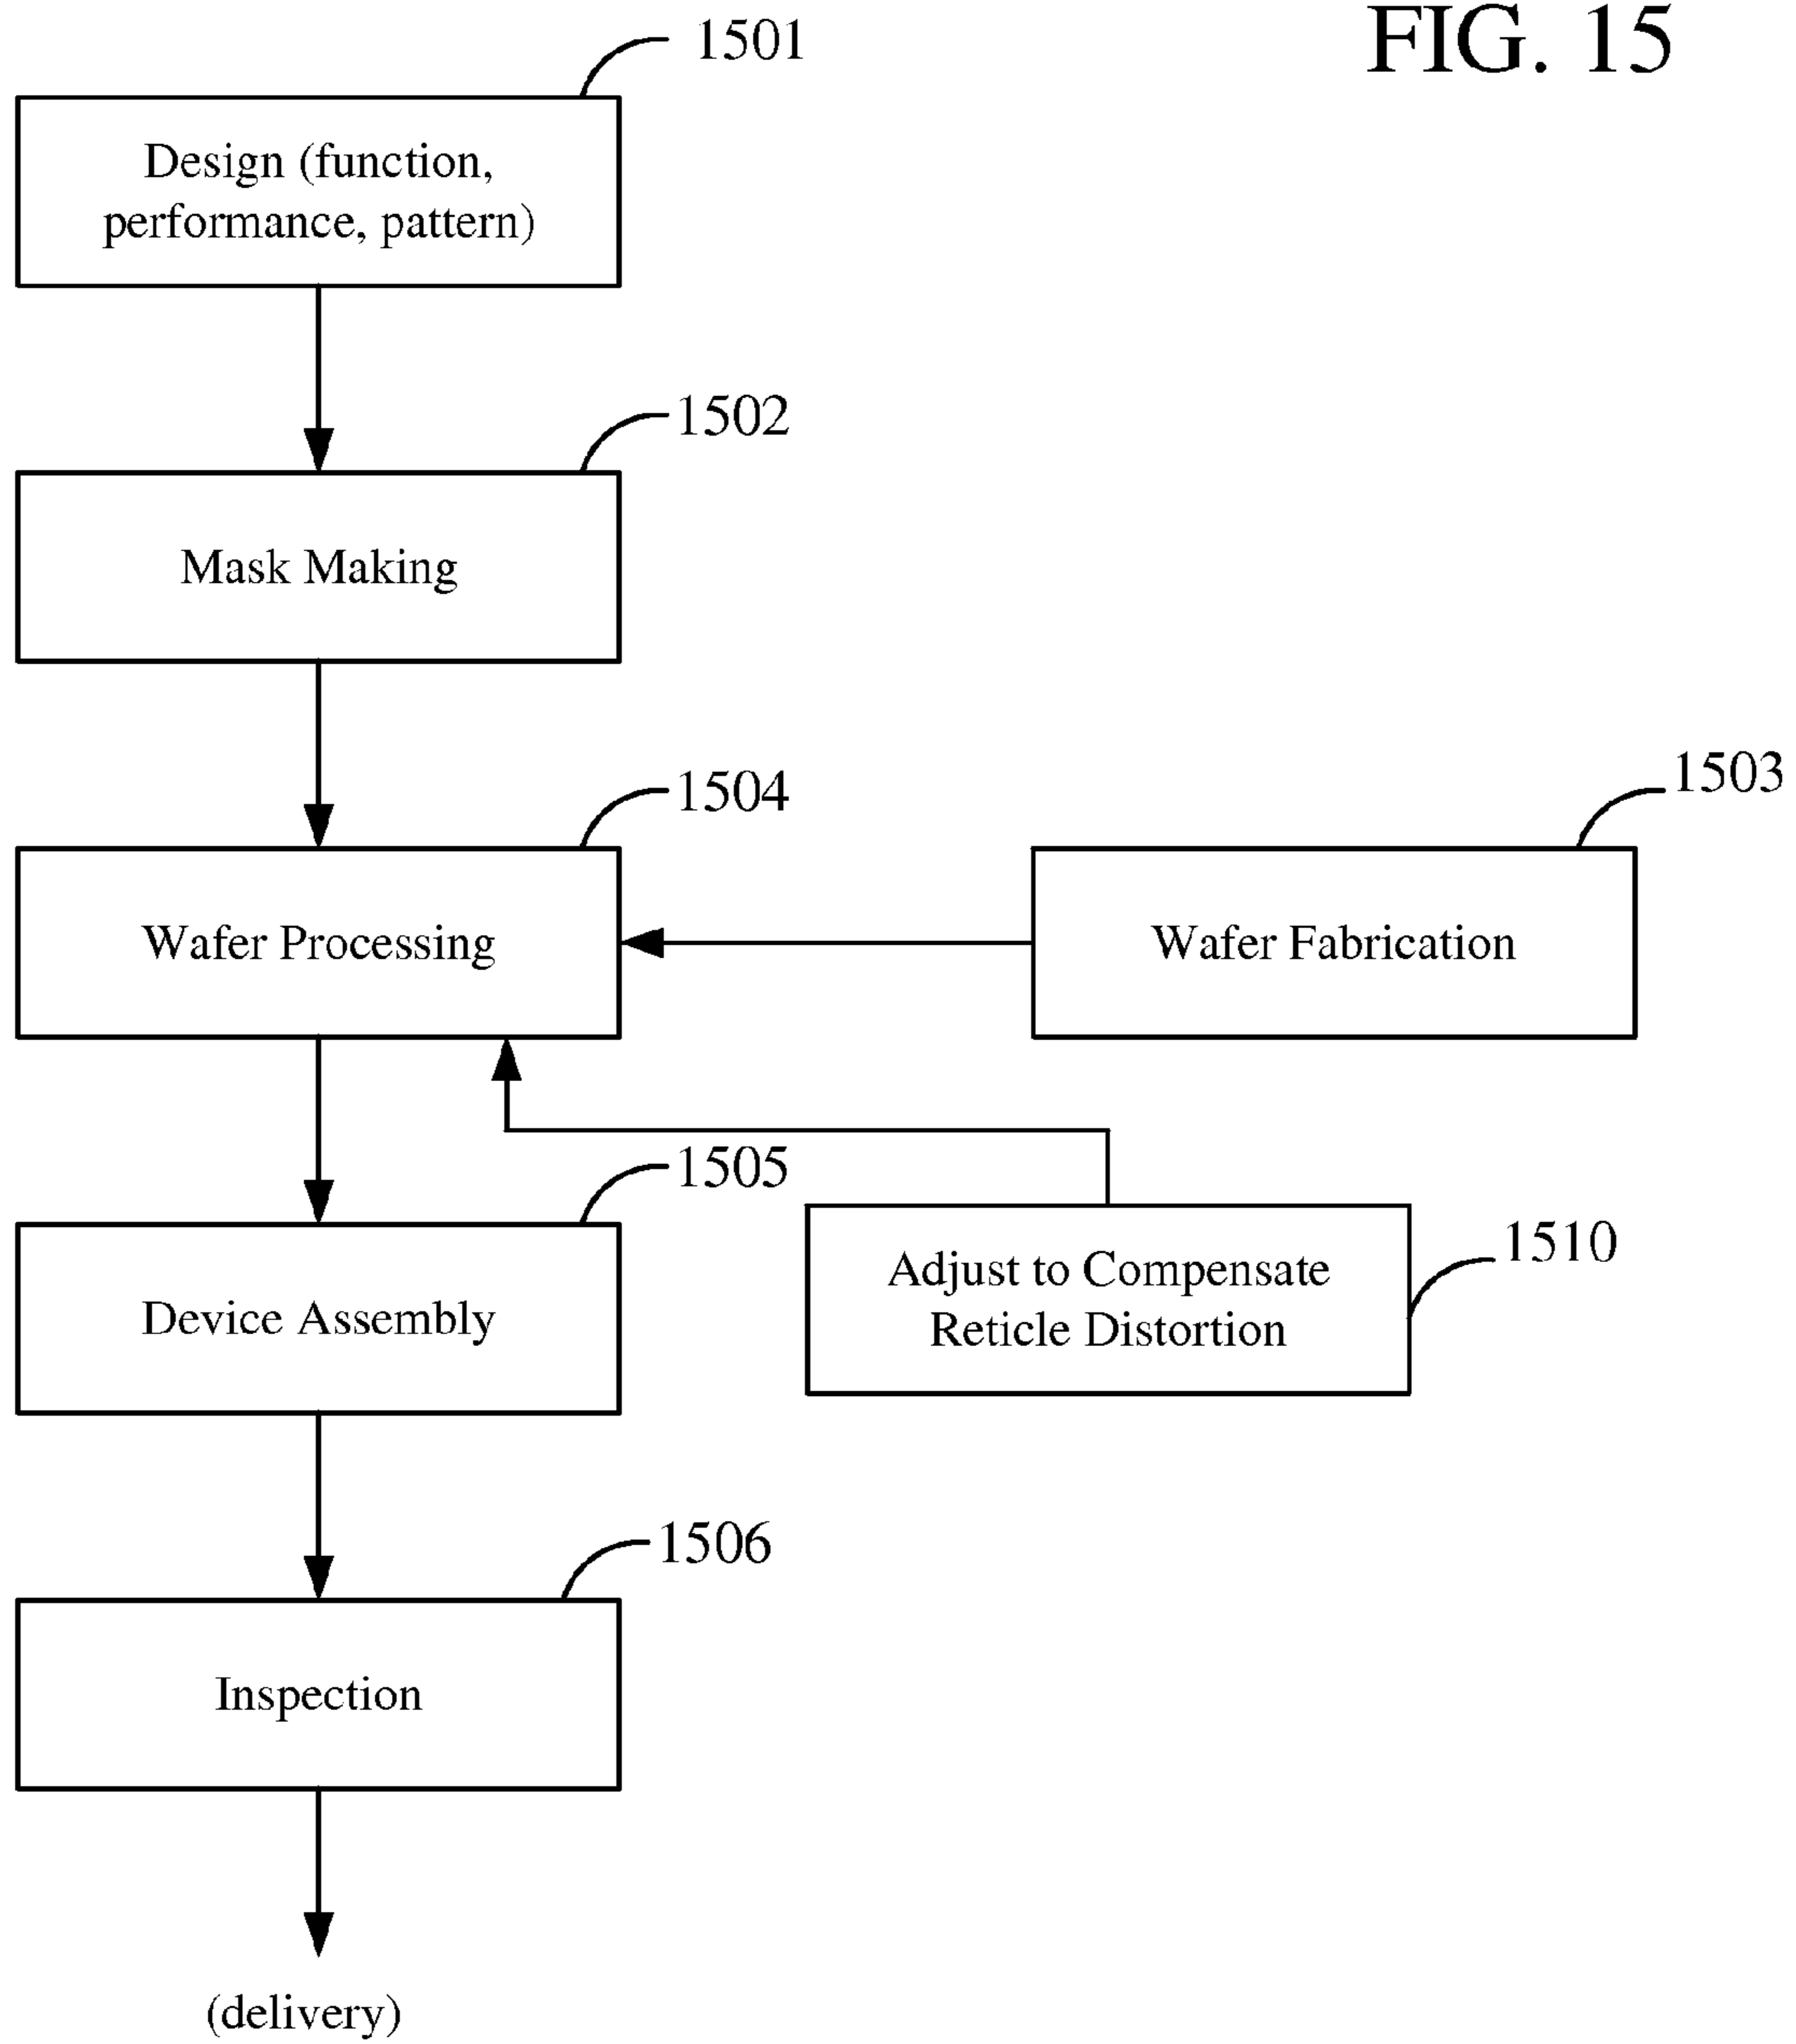 FIG. 15
1501
Design (function,
performance, pattern)
1502
Mask Making
1504
Wafer Processing
1503
Wafer Fabrication
1505
Device Assembly
1510
Adjust to Compensate
Reticle Distortion
1506
Inspection
(delivery)